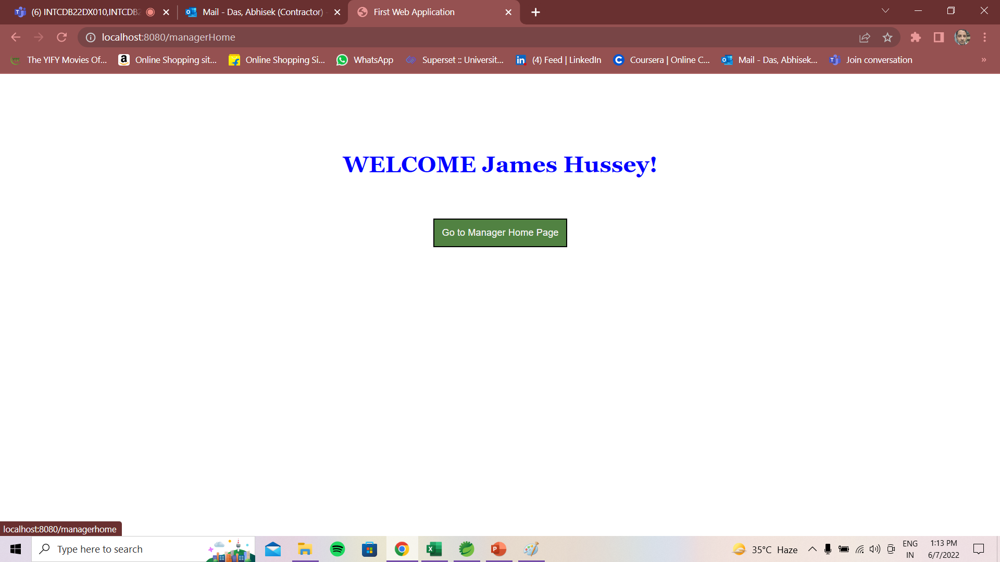 (6) INTCDB22DX010,INTCDB2
Mail - Das, Abhisek (Contractor) -
First Web Application
localhost:8080/managerHome
The YIFY Movies Of...
Online Shopping sit...
Online Shopping Si...
WhatsApp
Superset :: Universit...
(4) Feed | LinkedIn
Coursera | Online C...
Mail - Das, Abhisek...
Join conversation
»
WELCOME James Hussey!
Go to Manager Home Page
localhost:8080/managerhome
Type here to search
35°C Haze
ENG
IN
1:13 PM
6/7/2022